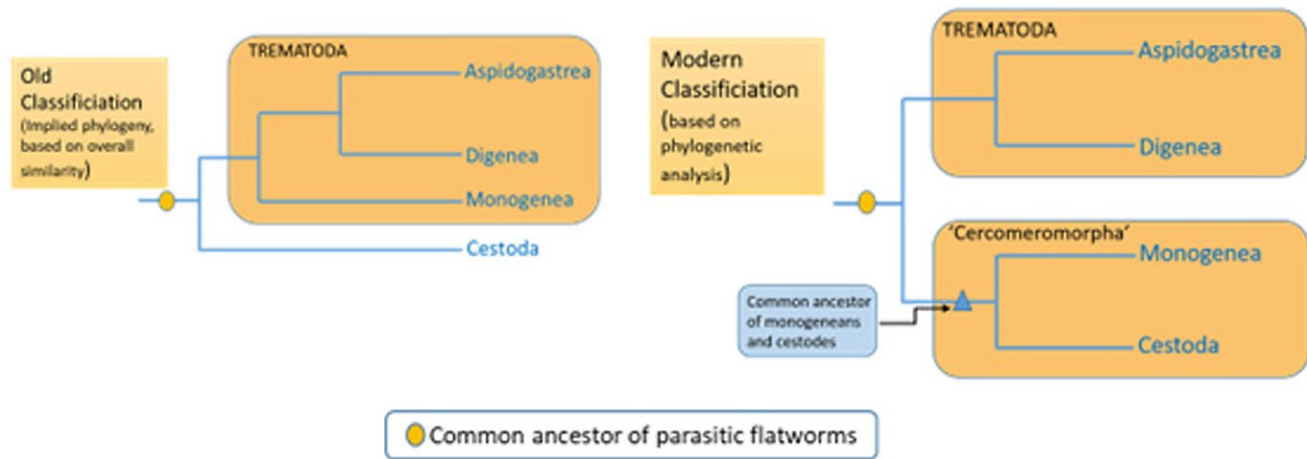 Old
Classificiation
(Implied phylogeny,
based on overall
similarity)
TREMATODA
Aspidogastrea
Digenea
Monogenea
Cestoda
Modern
Classificiation
(based on
phylogenetic
analysis)
TREMATODA
Aspidogastrea
Digenea
'Cercomeromorpha'
Monogenea
Cestoda
Common ancestor
of monogeneans
and cestodes
Common ancestor of parasitic flatworms